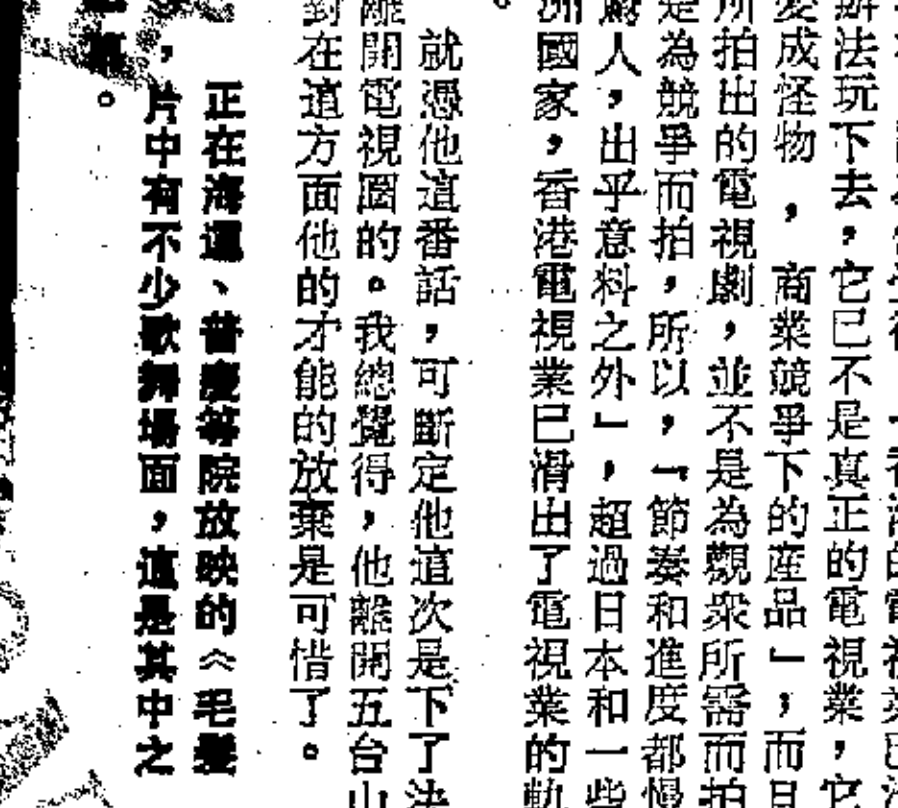 辦法玩下去，它已不是真正的電視業，它
變成怪物，商業競爭下的産品」，而且
所拍出的電視劇，並不是為觀衆所需而拍
是為競爭而拍，所以，「節奏和進度都慢
人，出乎意料之外」，超過日本和一些
洲國家，香港電視業已滑出了電視業的軌
。
就憑他這番話，可斷定他這次是下了決
離開電視圈的。我總覺得，他離開五台山
對在這方面他的才能的放棄是可惜了。
正在海運、普慶等院放映的《毛髮
，片中有不少歌舞場面，這是其中之
。